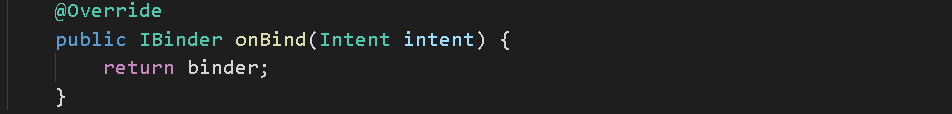 @Override
public IBinder onBind(Intent intent) {
    return binder;
}